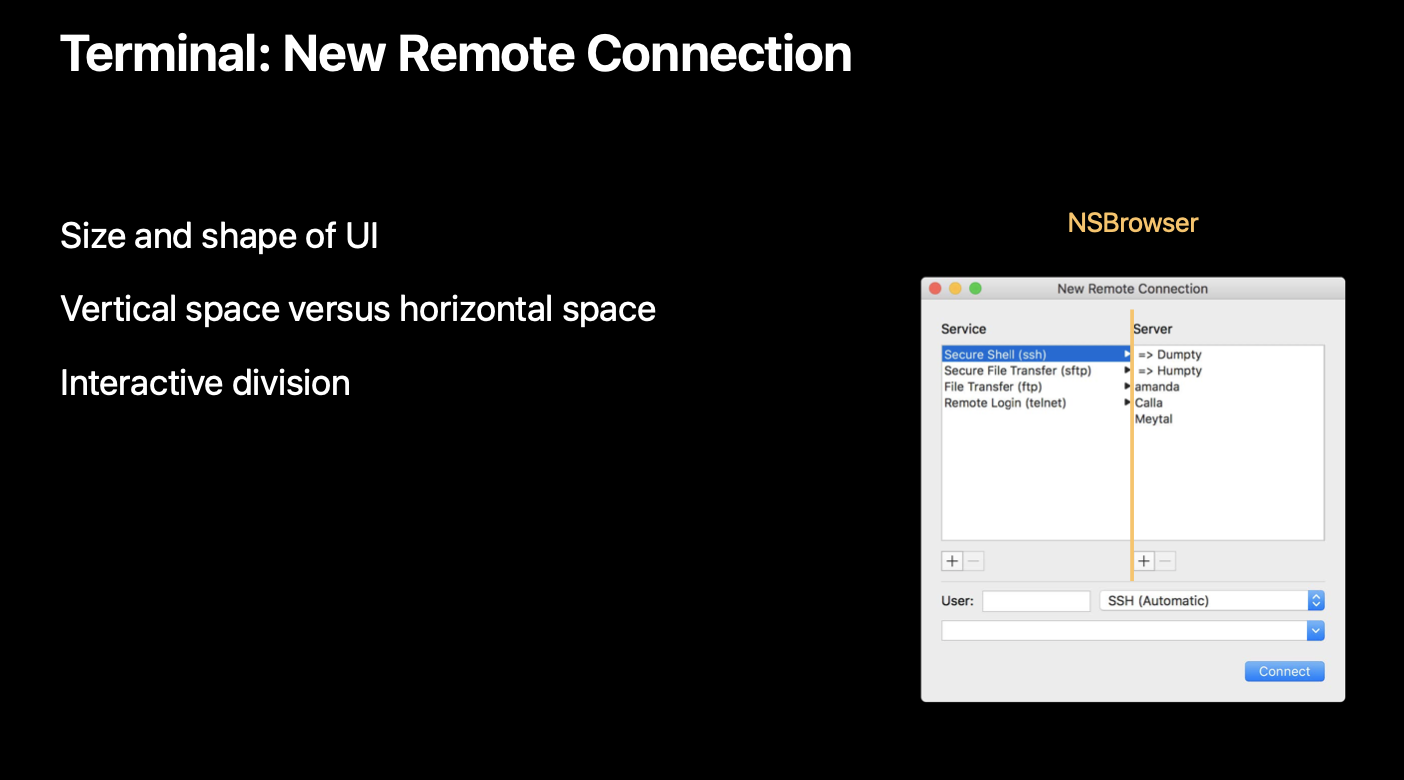 Terminal: New Remote Connection
Size and shape of UI
Vertical space versus horizontal space
Interactive division
NSBrowser
New Remote Connection
Service
Server
Secure Shell (ssh)
=> Dumpty
Secure File Transfer (sftp)
=> Humpty
File Transfer (ftp)
amanda
Remote Login (telnet)
Calla
Meytal
User:
SSH (Automatic)
Connect